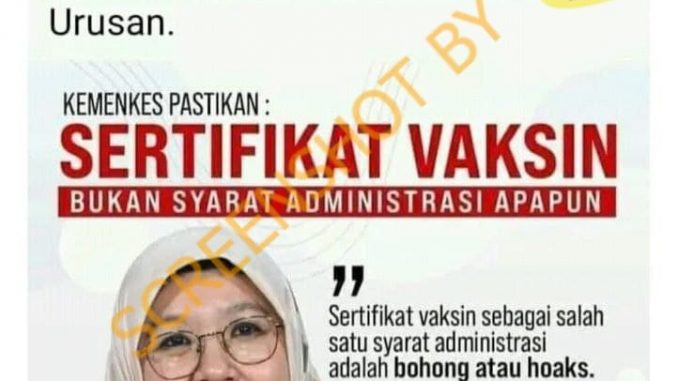 Urusan.
KEMENKES PASTIKAN :
SERTIFIKAT VAKSIN
BUKAN SYARAT ADMINISTRASI APAPUN
"
Sertifikat vaksin sebagai salah
satu syarat administrasi
adalah bohong atau hoaks.
SCREENSHOT BY